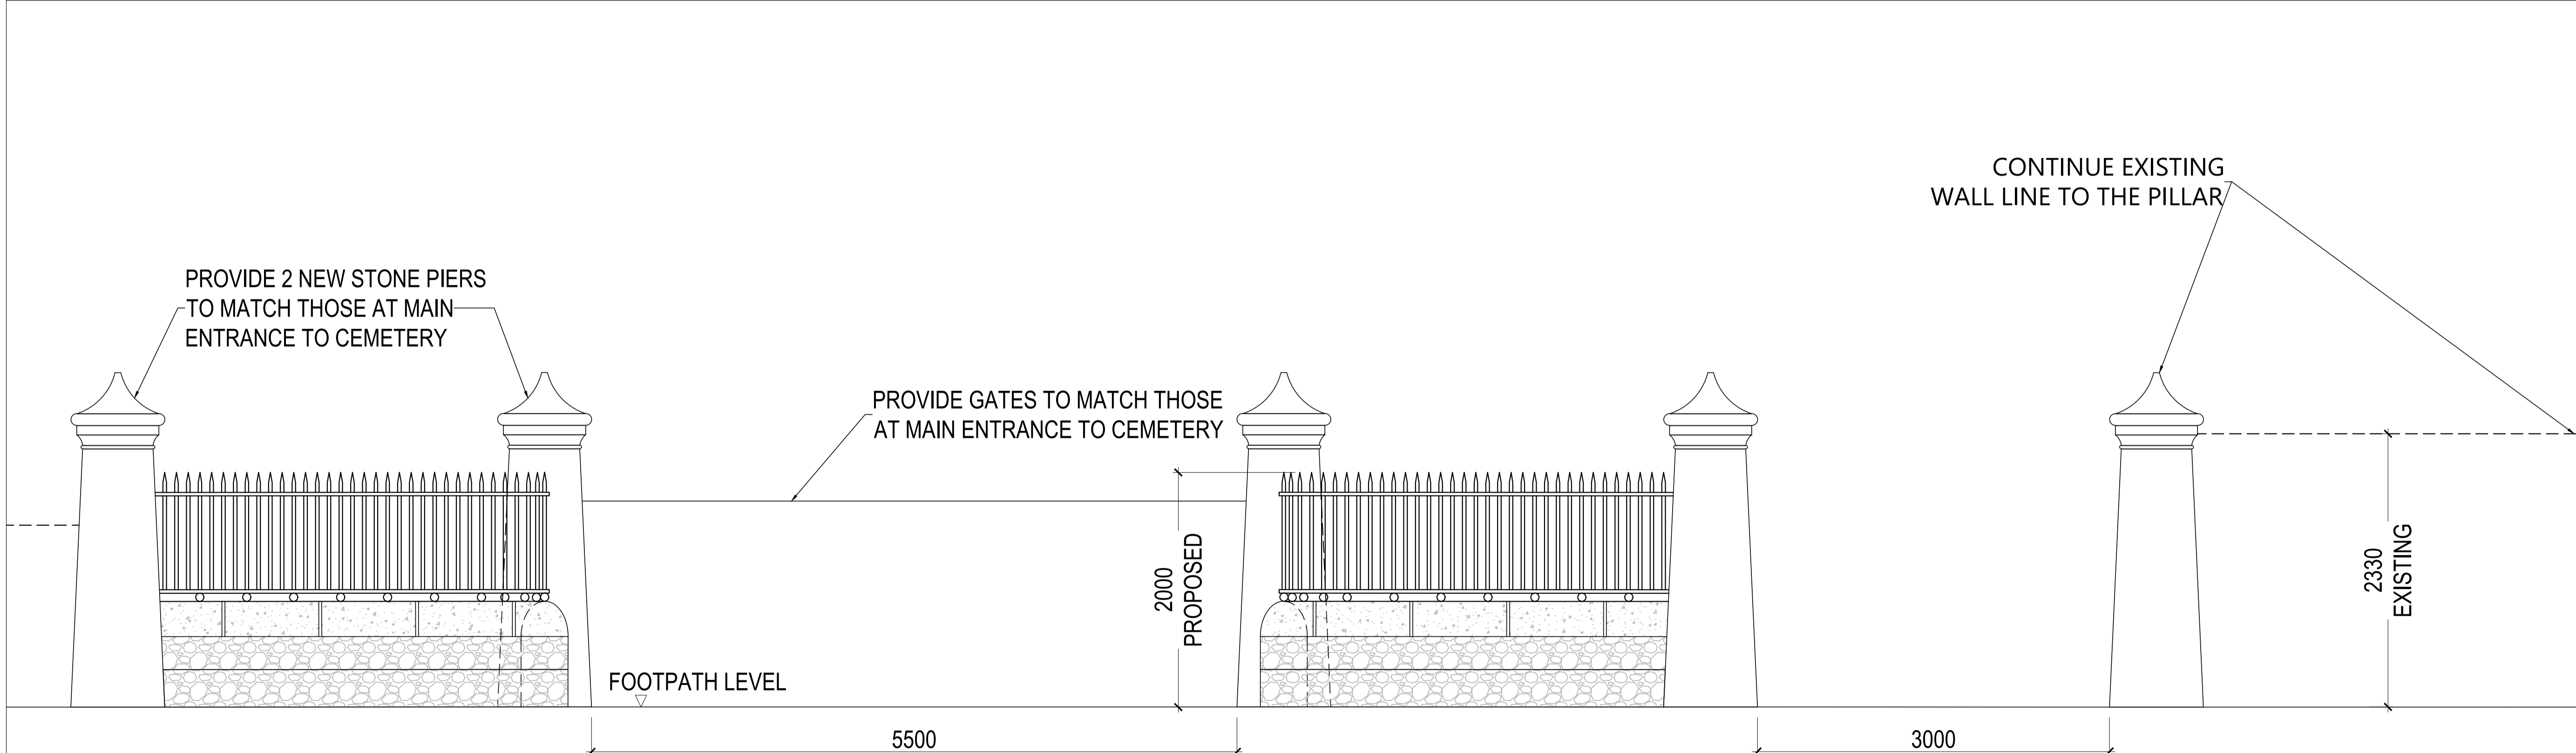 CONTINUE EXISTING
WALL LINE TO THE PILLAR
PROVIDE 2 NEW STONE PIERS
TO MATCH THOSE AT MAIN
ENTRANCE TO CEMETERY
PROVIDE GATES TO MATCH THOSE
AT MAIN ENTRANCE TO CEMETERY
2000
PROPOSED
2330
EXISTING
FOOTPATH LEVEL
5500
3000